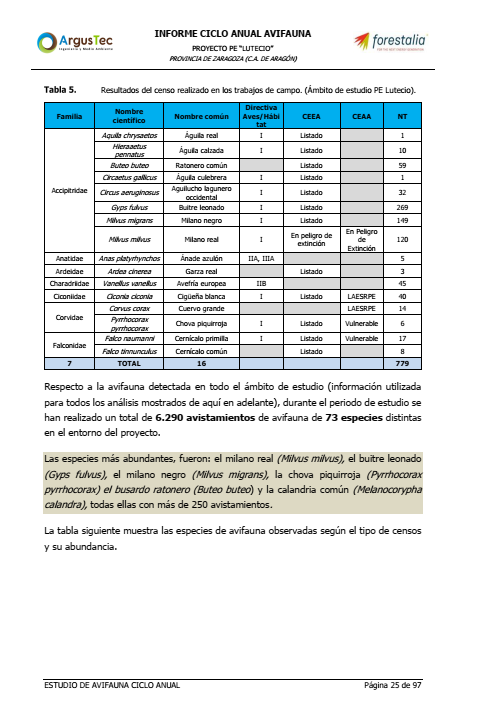 ArgusTec
Ingeniería y Medio Ambiente
INFORME CICLO ANUAL AVIFAUNA
PROYECTO PE "LUTECIO"
PROVINCIA DE ZARAGOZA (C.A. DE ARAGÓN)
forestalia
Tabla 5. Resultados del censo realizado en los trabajos de campo. (Ámbito de estudio PE Lutecio).
Familia Nombre científico Nombre común Directiva Aves/Hábitat CEEA CEAA NT
Accipitridae
Aquila chrysaetos Águila real I Listado 1
Hieraaetus pennatus Águila calzada I Listado 10
Buteo buteo Ratonero común Listado 59
Circaetus gallicus Águila culebrera I Listado 1
Circus aeruginosus Aguilucho lagunero occidental I Listado 32
Gyps fulvus Buitre leonado I Listado 269
Milvus migrans Milano negro I Listado 149
Milvus milvus Milano real I En peligro de extinción En Peligro de Extinción 120
Anatidae Anas platyrhynchos Ánade azulón IIA, IIIA 5
Ardeidae Ardea cinerea Garza real Listado 3
Charadriidae Vanellus vanellus Avefría europea IIB 45
Ciconiidae Ciconia ciconia Cigüeña blanca I Listado LAESRPE 40
Corvidae Corvus corax Cuervo grande LAESRPE 14
Pyrrhocorax pyrrhocorax Chova piquirroja I Listado Vulnerable 6
Falconidae Falco naumanni Cernícalo primilla I Listado Vulnerable 17
Falco tinnunculus Cernícalo común Listado 8
7 TOTAL 16 779
Respecto a la avifauna detectada en todo el ámbito de estudio (información utilizada
para todos los análisis mostrados de aquí en adelante), durante el periodo de estudio se
han realizado un total de 6.290 avistamientos de avifauna de 73 especies distintas
en el entorno del proyecto.
Las especies más abundantes, fueron: el milano real (Milvus milvus), el buitre leonado
(Gyps fulvus), el milano negro (Milvus migrans), la chova piquirroja (Pyrrhocorax
pyrrhocorax) el busardo ratonero (Buteo buteo) y la calandria común (Melanocorypha
calandra), todas ellas con más de 250 avistamientos.
La tabla siguiente muestra las especies de avifauna observadas según el tipo de censos
y su abundancia.
ESTUDIO DE AVIFAUNA CICLO ANUAL Página 25 de 97